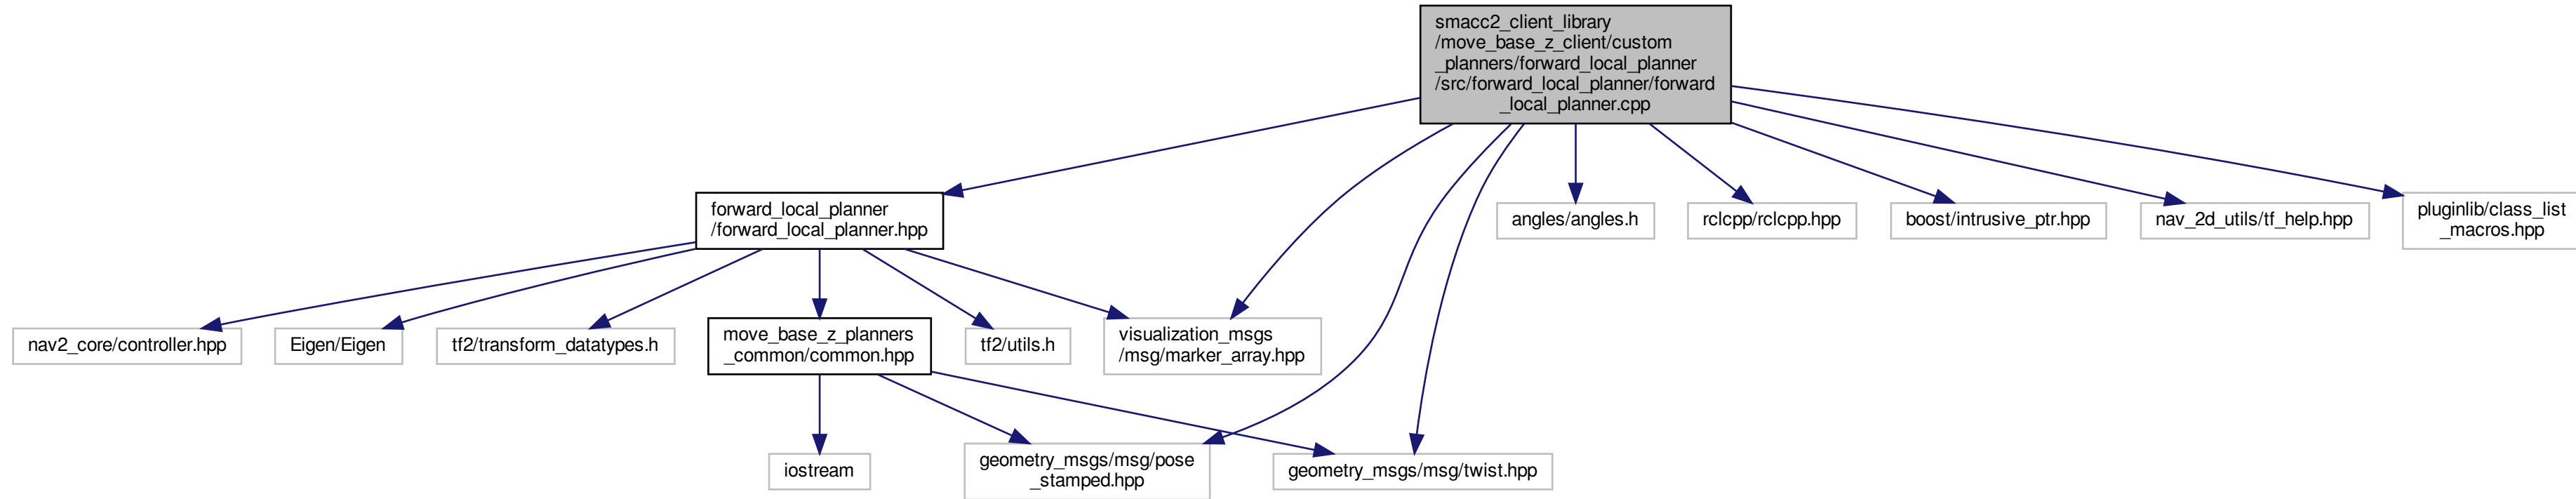 smacc2_client_library
/move_base_z_client/custom
_planners/forward_local_planner
/src/forward_local_planner/forward
_local_planner.cpp
forward_local_planner
/forward_local_planner.hpp
angles/angles.h
rclcpp/rclcpp.hpp
boost/intrusive_ptr.hpp
nav_2d_utils/tf_help.hpp
pluginlib/class_list
_macros.hpp
nav2_core/controller.hpp
Eigen/Eigen
tf2/transform_datatypes.h
move_base_z_planners
_common/common.hpp
tf2/utils.h
visualization_msgs
/msg/marker_array.hpp
iostream
geometry_msgs/msg/pose
_stamped.hpp
geometry_msgs/msg/twist.hpp